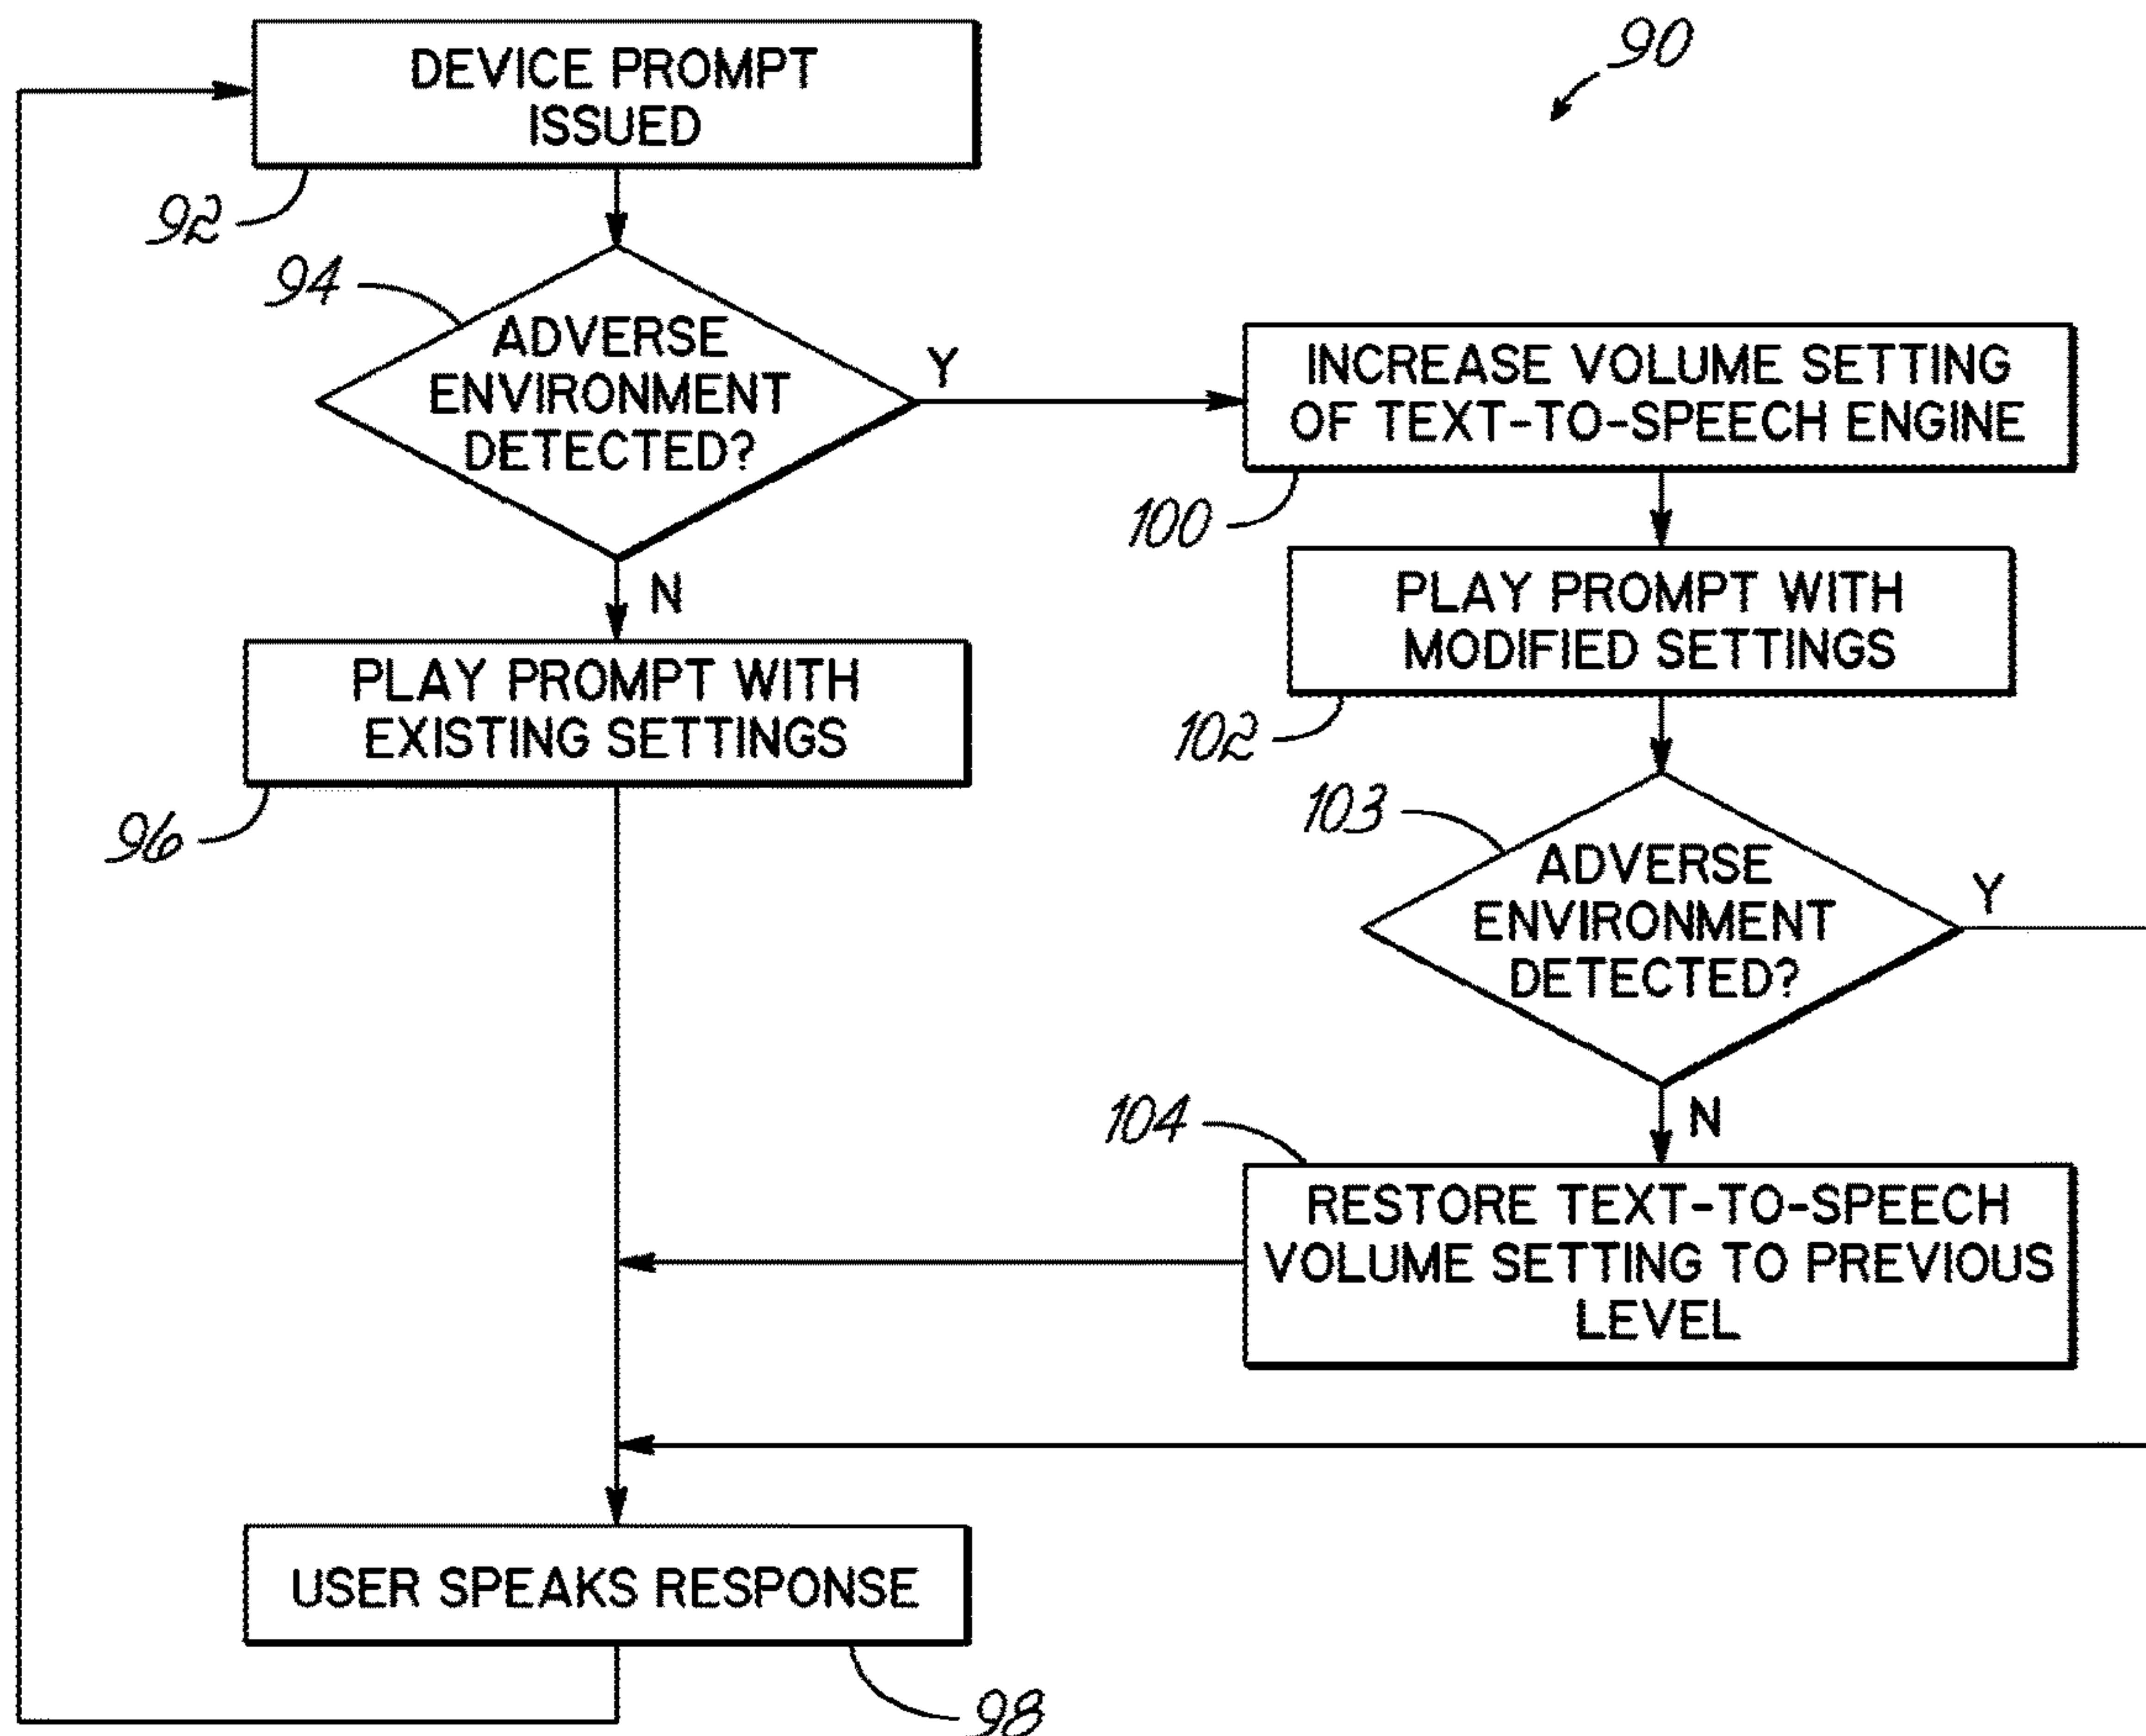 90
DEVICE PROMPT
ISSUED
92
94
ADVERSE
ENVIRONMENT
DETECTED?
Y
N
INCREASE VOLUME SETTING
OF TEXT-TO-SPEECH ENGINE
100
PLAY PROMPT WITH
MODIFIED SETTINGS
102
PLAY PROMPT WITH
EXISTING SETTINGS
96
103
ADVERSE
ENVIRONMENT
DETECTED?
Y
N
104
RESTORE TEXT-TO-SPEECH
VOLUME SETTING TO PREVIOUS
LEVEL
USER SPEAKS RESPONSE
98